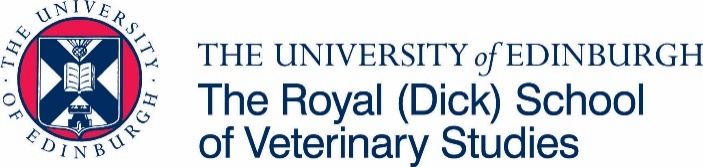 THE UNIVERSITY
OF EDINBURGH
THE UNIVERSITY of EDINBURGH
The Royal (Dick) School
of Veterinary Studies